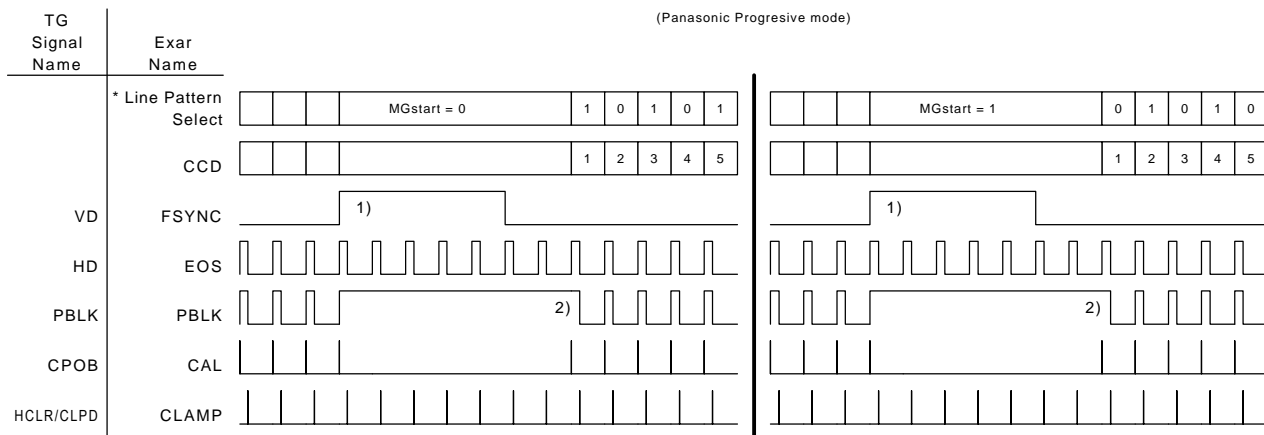 (Panasonic Progresive mode)
TG
Signal
Name
Exar
Name
* Line Pattern
Select
MGstart = 0
1 0 1 0 1
MGstart = 1
0 1 0 1 0
CCD
1 2 3 4 5
1 2 3 4 5
VD
FSYNC
1)
1)
HD
EOS
PBLK
PBLK
2)
2)
CPOB
CAL
HCLR/CLPD
CLAMP